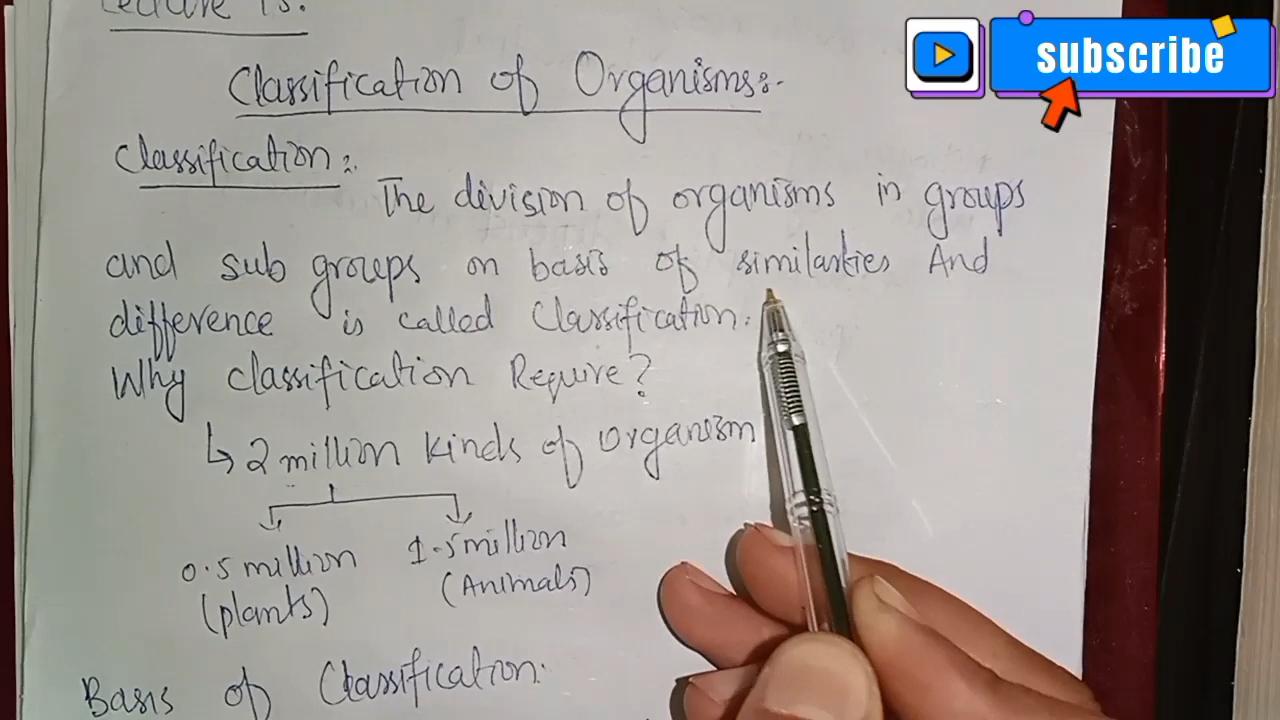 Lecture 13.
subscribe
Classification of Organisms:-
Classification:-
The division of organisms in groups
and sub groups on basis of similarties And
difference is called Classification.
Why classification Require?
↳ 2 million kinds of organism
0.5 million 1.5 million
(plants) (Animals)
Basis of Classification.